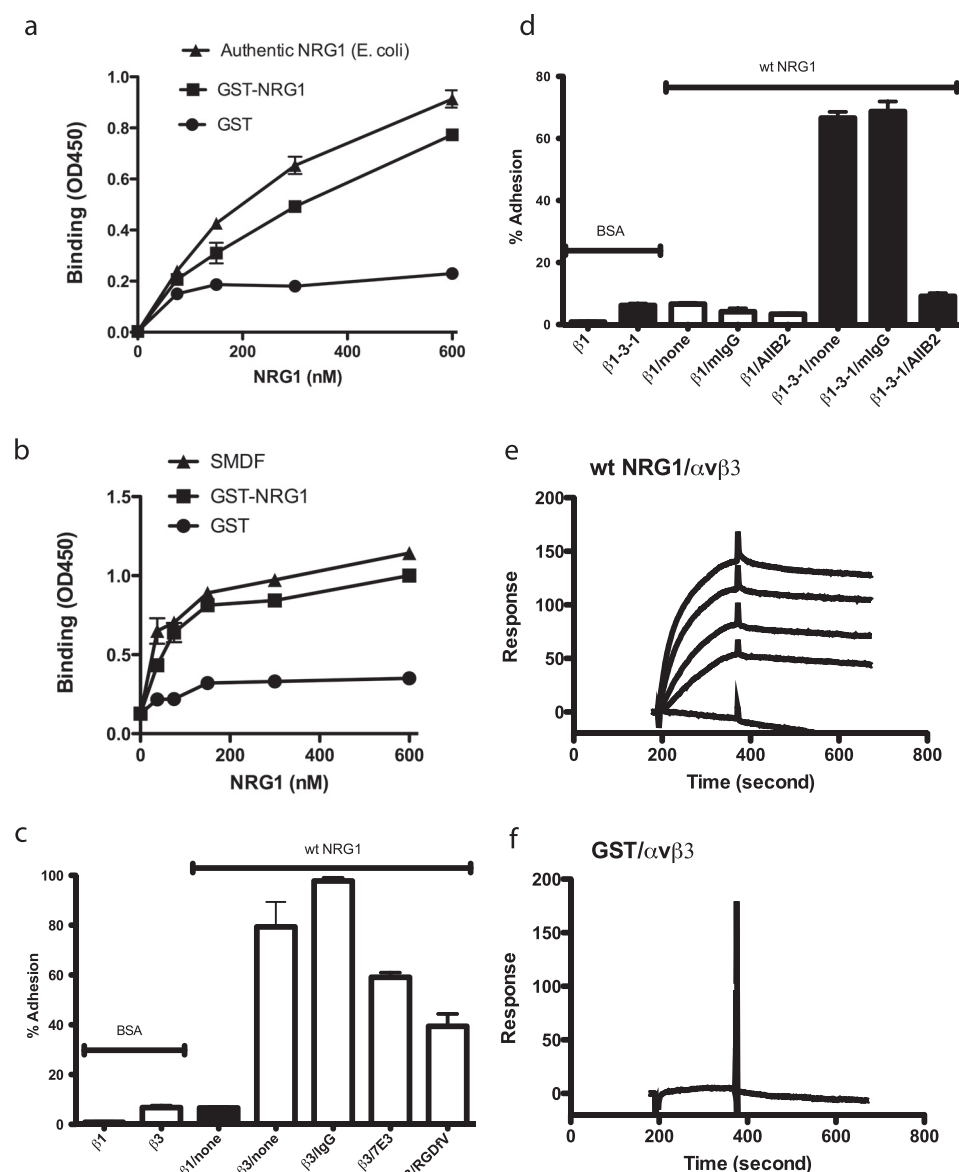 a
Authentic NRG1 (E. coli)
GST-NRG1
GST
Binding (OD450)
1.0
0.8
0.6
0.4
0.2
0.0
0
200
400
600
NRG1 (nM)
b
SMDF
GST-NRG1
GST
Binding (OD450)
1.5
1.0
0.5
0.0
0
200
400
600
NRG1 (nM)
c
wt NRG1
BSA
% Adhesion
100
80
60
40
20
0
β1
β3
β1/none
β3/none
β3/IgG
β3/7E3
d
wt NRG1
BSA
% Adhesion
80
60
40
20
0
β1
β1-3-1
β1/none
β1/mIgG
β1/AIIB2
β1-3-1/none
β1-3-1/mIgG
β1-3-1/AIIB2
e
wt NRG1/αvβ3
Response
200
150
100
50
0
0
200
400
600
800
Time (second)
f
GST/αvβ3
Response
200
150
100
50
0
0
200
400
600
800
Time (second)